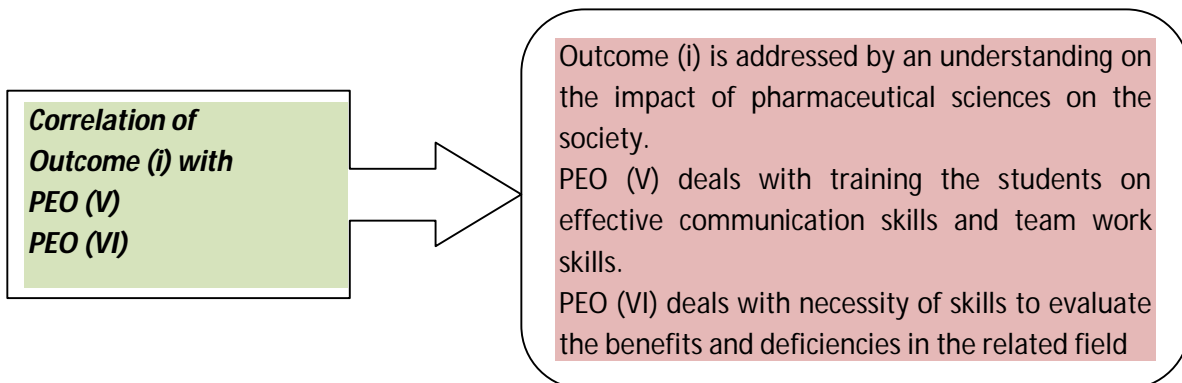 Correlation of
Outcome (i) with
PEO (V)
PEO (VI)
Outcome (i) is addressed by an understanding on
the impact of pharmaceutical sciences on the
society.
PEO (V) deals with training the students on
effective communication skills and team work
skills.
PEO (VI) deals with necessity of skills to evaluate
the benefits and deficiencies in the related field